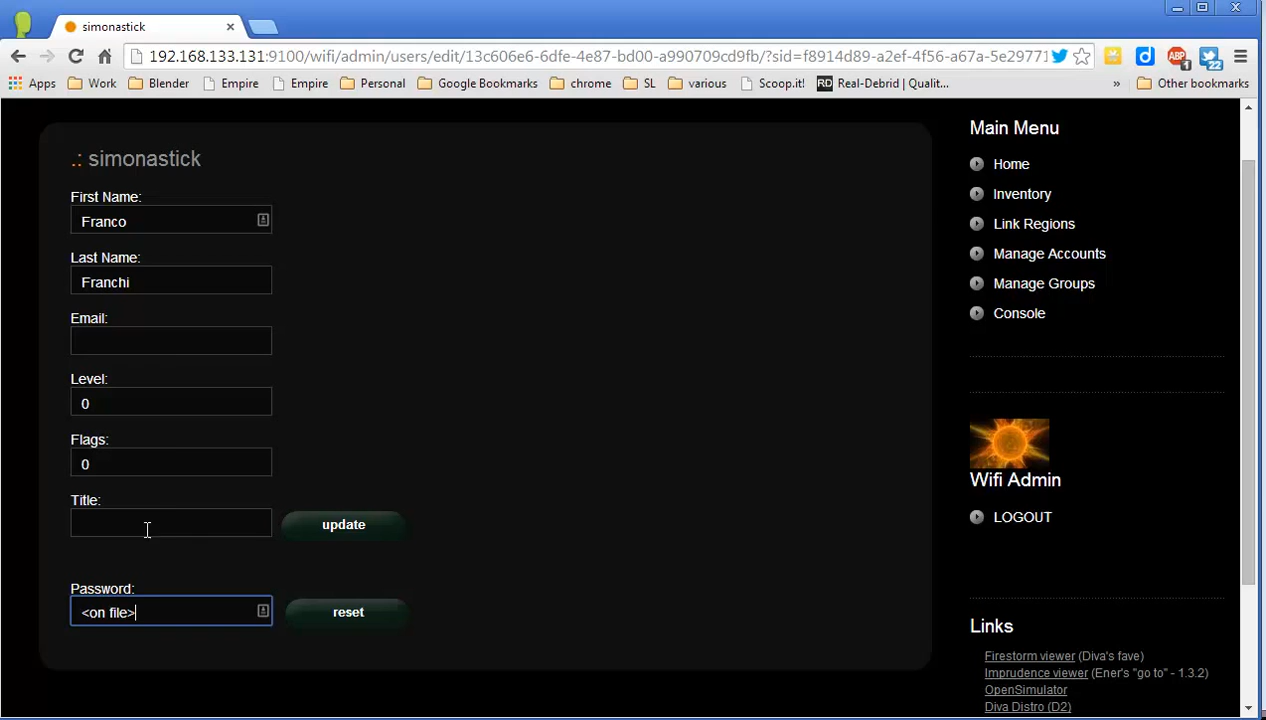 simonastick
192.168.133.131:9100/wifi/admin/users/edit/13c606e6-6dfe-4e87-bd00-a990709cd9fb/?sid=f8914d89-a2ef-4f56-a67a-5e29771
1
22
Apps Work Blender Empire Empire Personal Google Bookmarks chrome SL various Scoop.it! RD Real-Debrid | Qualit... » Other bookmarks
.: simonastick
First Name:
Franco
Last Name:
Franchi
Email:
Level:
0
Flags:
0
Title:
update
Password:
<on file>
reset
Main Menu
Home
Inventory
Link Regions
Manage Accounts
Manage Groups
Console
Wifi Admin
LOGOUT
Links
Firestorm viewer (Diva's fave)
Imprudence viewer (Ener's "go to" - 1.3.2)
OpenSimulator
Diva Distro (D2)